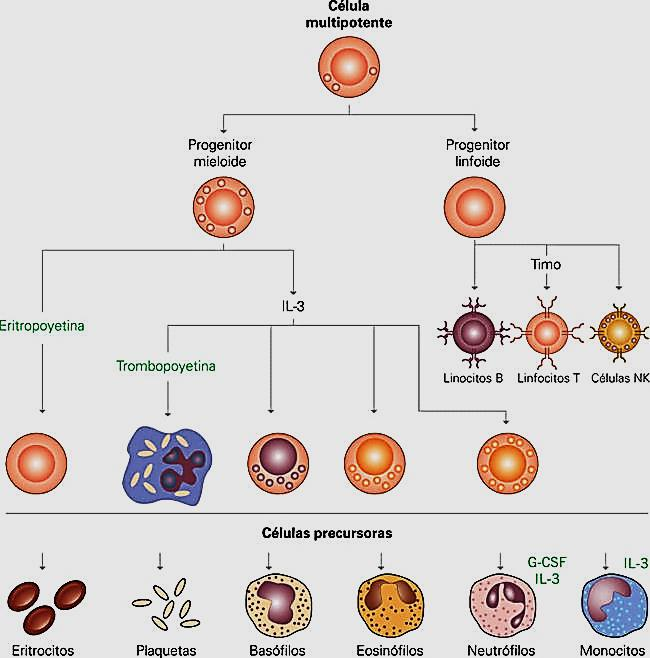 Célula
multipotente
Progenitor
mieloide
Progenitor
linfoide
Timo
IL-3
Eritropoyetina
Trombopoyetina
Linocitos B
Linfocitos T
Células NK
Células precursoras
G-CSF
IL-3
IL-3
Eritrocitos
Plaquetas
Basófilos
Eosinófilos
Neutrófilos
Monocitos